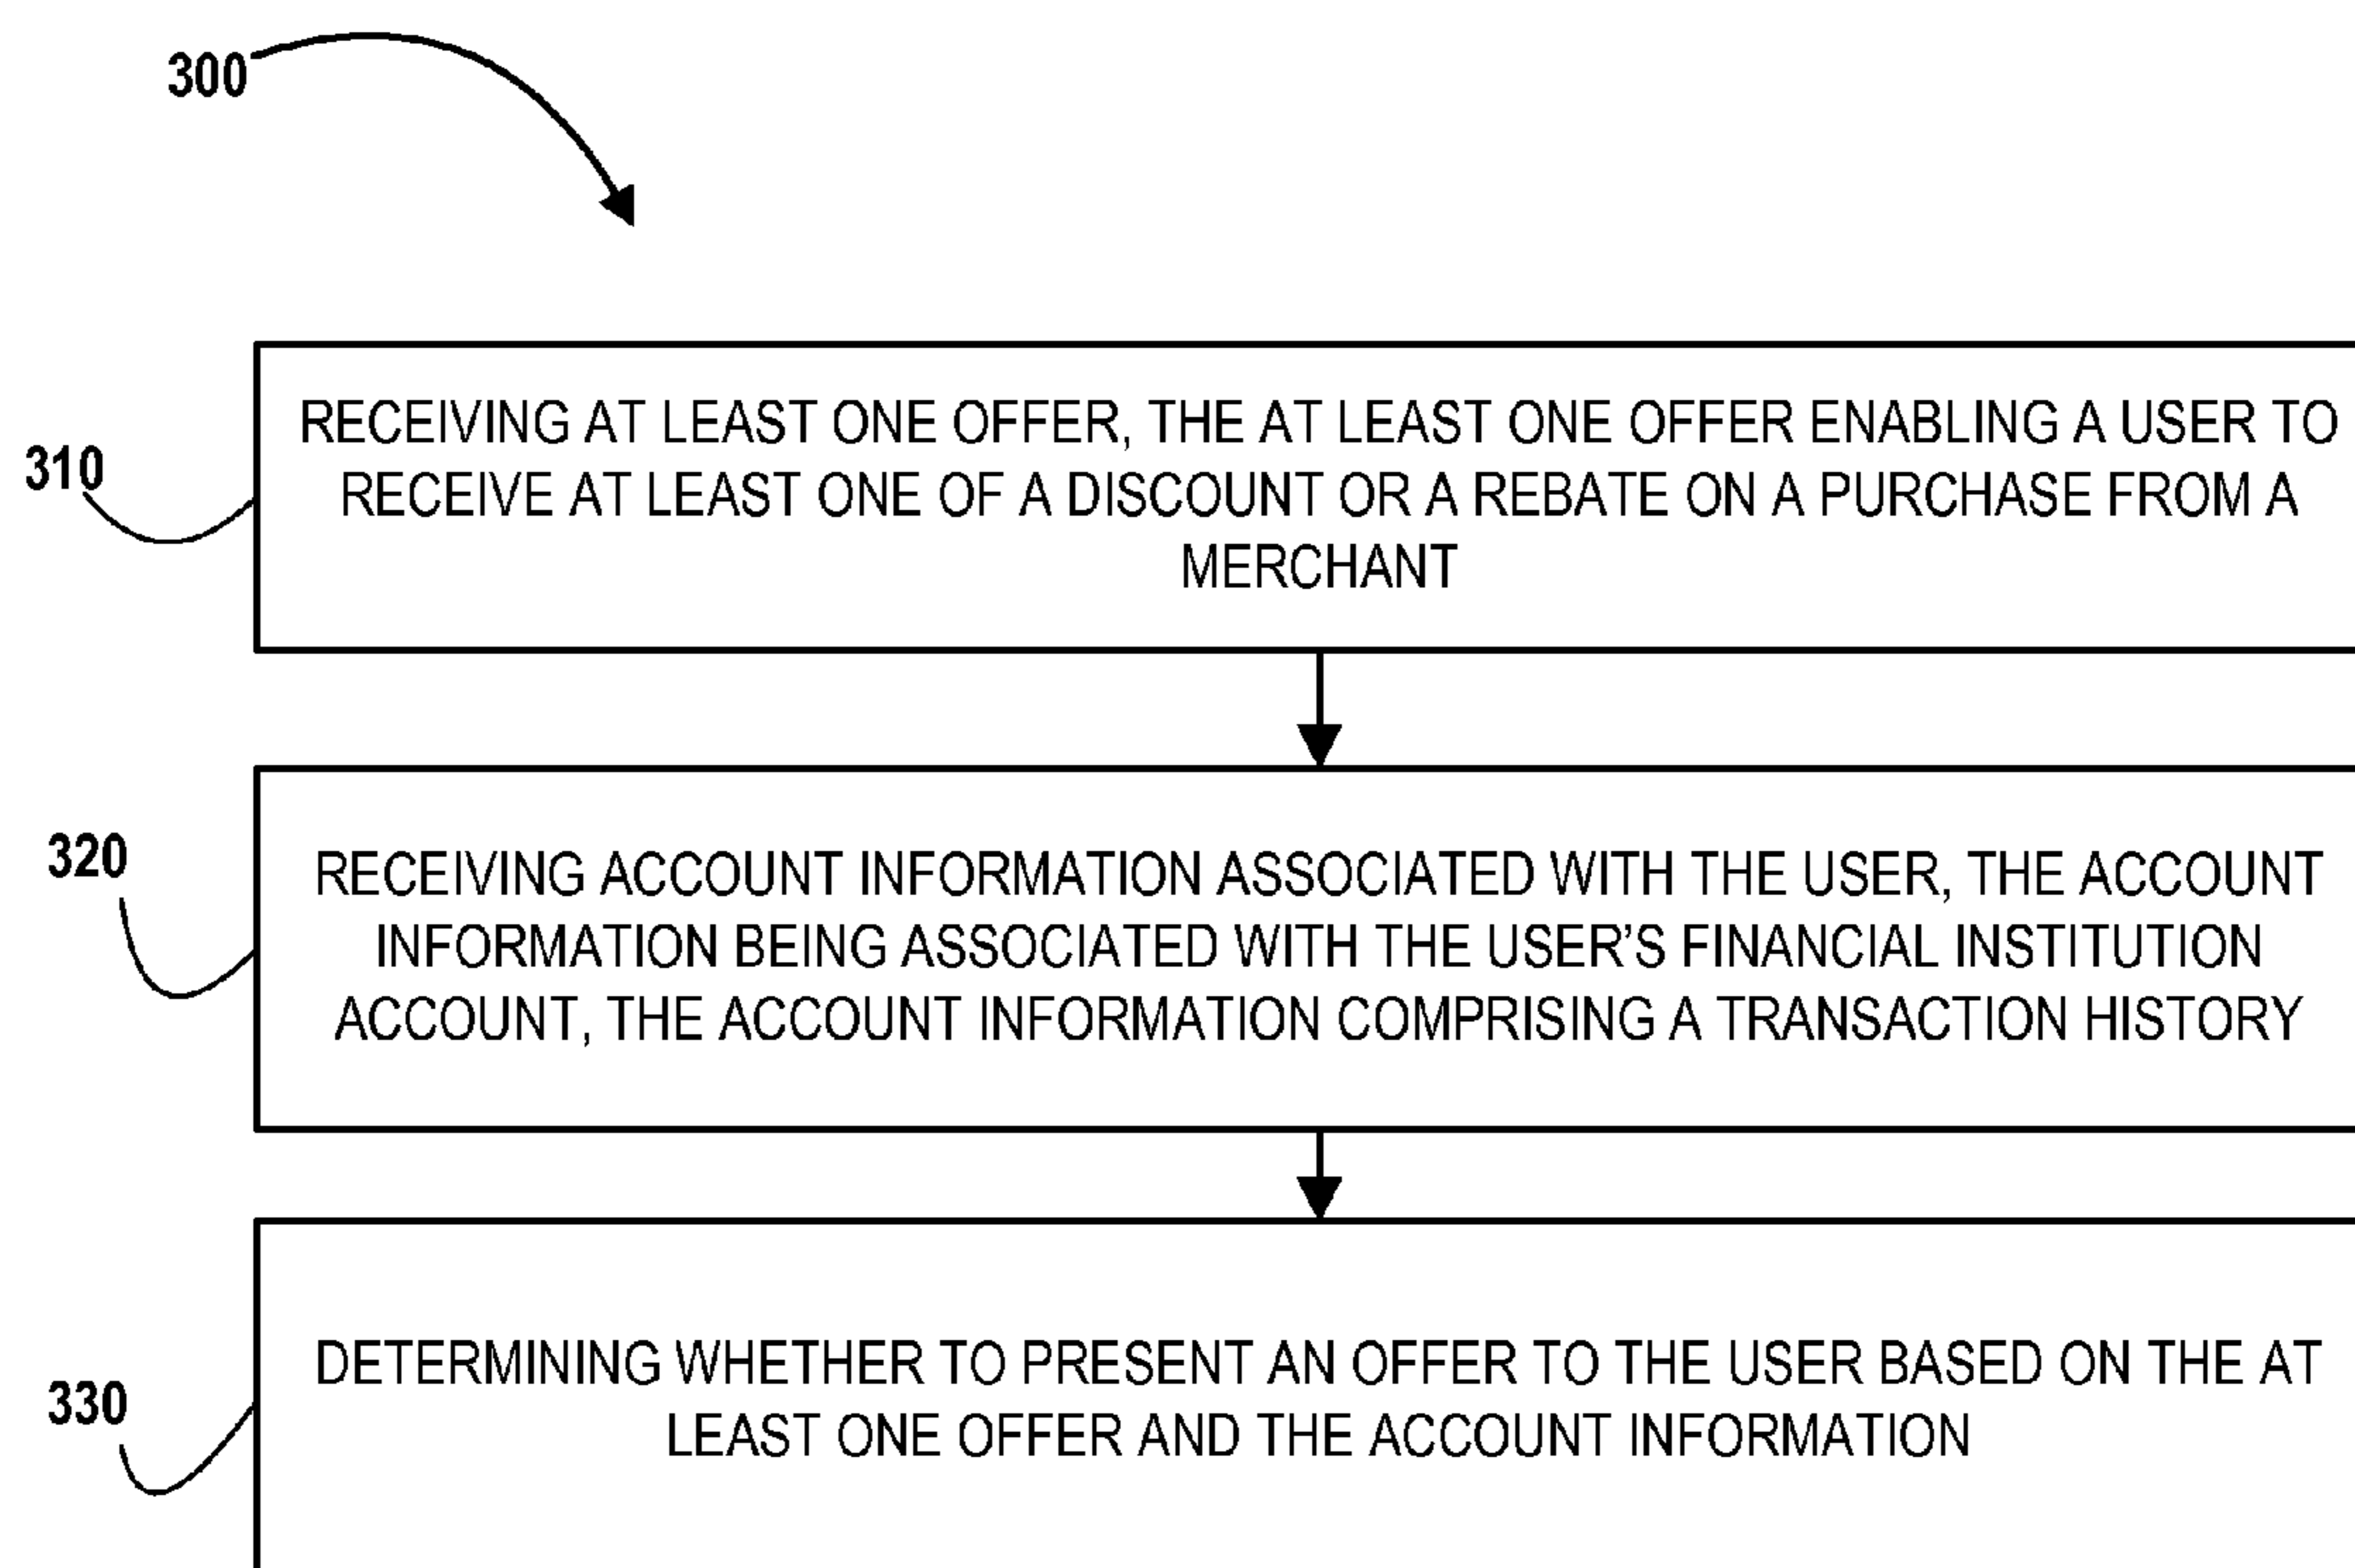 300
310
RECEIVING AT LEAST ONE OFFER, THE AT LEAST ONE OFFER ENABLING A USER TO
RECEIVE AT LEAST ONE OF A DISCOUNT OR A REBATE ON A PURCHASE FROM A
MERCHANT
320
RECEIVING ACCOUNT INFORMATION ASSOCIATED WITH THE USER, THE ACCOUNT
INFORMATION BEING ASSOCIATED WITH THE USER’S FINANCIAL INSTITUTION
ACCOUNT, THE ACCOUNT INFORMATION COMPRISING A TRANSACTION HISTORY
330
DETERMINING WHETHER TO PRESENT AN OFFER TO THE USER BASED ON THE AT
LEAST ONE OFFER AND THE ACCOUNT INFORMATION